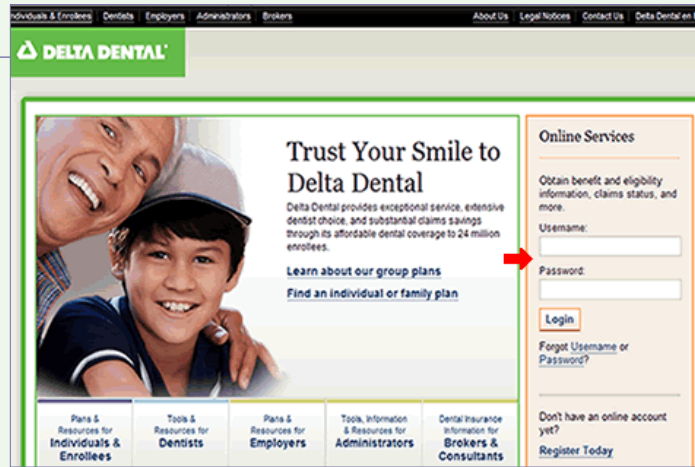 ndividuals & Enrollees Dentists Employers Administrators Brokers About Us Legal Notices Contact Us Delta Dental en
DELTA DENTAL
Trust Your Smile to
Delta Dental
Delta Dental provides exceptional service, extensive
dentist choice, and substantial claims savings
through its affordable dental coverage to 24 million
enrollees.
Learn about our group plans
Find an individual or family plan
Online Services
Obtain benefit and eligibility
information, claims status, and
more.
Username:
Password:
Login
Forgot Username or
Password?
Don't have an online account
yet?
Register Today
Plans &
Resources for
Individuals &
Enrollees
Tools &
Resources for
Dentists
Plans &
Resources for
Employers
Tools, Information
& Resources for
Administrators
Dental Insurance
Information for
Brokers &
Consultants